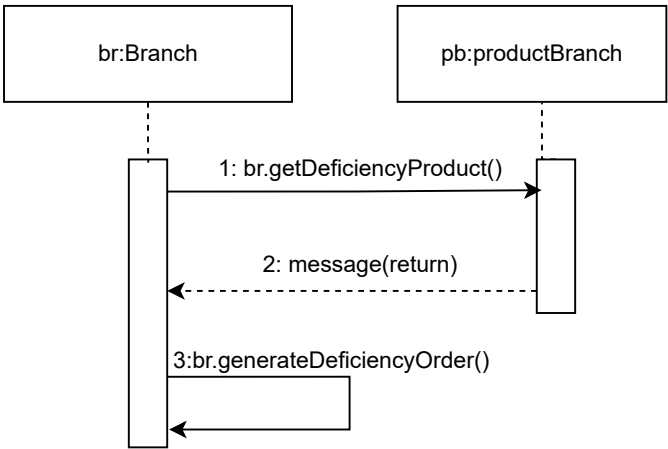 br:Branch
pb:productBranch
1: br.getDeficiencyProduct()
2: message(return)
3:br.generateDeficiencyOrder()